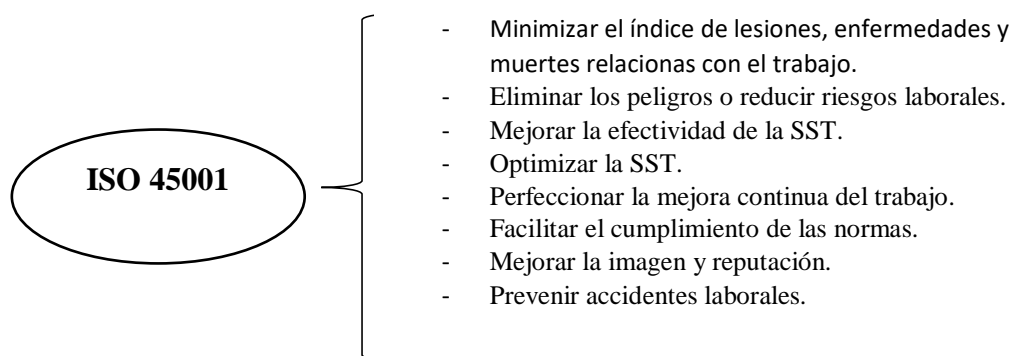 ISO 45001
- Minimizar el índice de lesiones, enfermedades y
muertes relacionas con el trabajo.
- Eliminar los peligros o reducir riesgos laborales.
- Mejorar la efectividad de la SST.
- Optimizar la SST.
- Perfeccionar la mejora continua del trabajo.
- Facilitar el cumplimiento de las normas.
- Mejorar la imagen y reputación.
- Prevenir accidentes laborales.